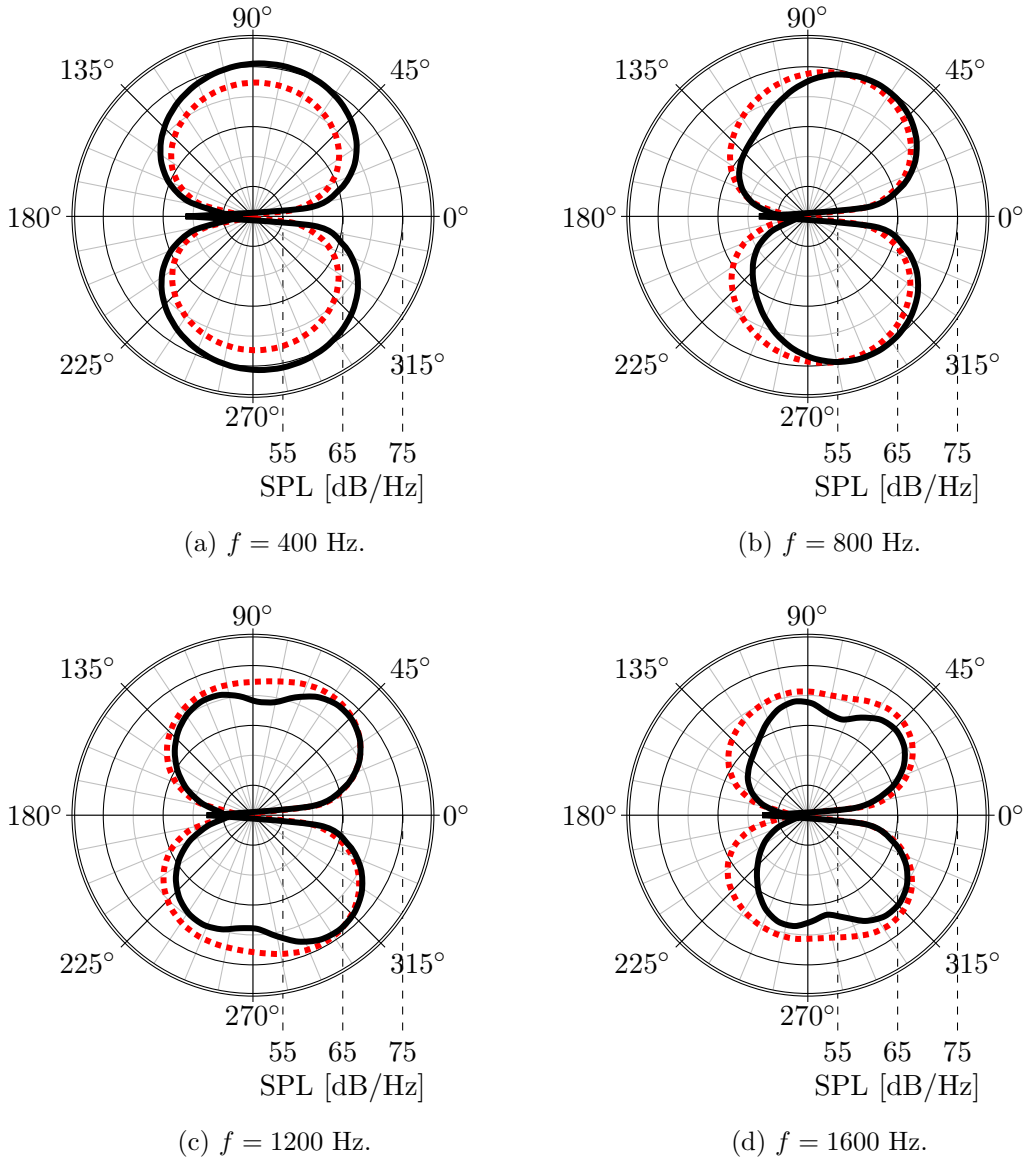 90° 90°
135° 45° 135° 45°
180° 0° 180° 0°
225° 315° 225° 315°
270° 270°
55 65 75 55 65 75
SPL [dB/Hz] SPL [dB/Hz]
(a) f = 400 Hz. (b) f = 800 Hz.
90° 90°
135° 45° 135° 45°
180° 0° 180° 0°
225° 315° 225° 315°
270° 270°
55 65 75 55 65 75
SPL [dB/Hz] SPL [dB/Hz]
(c) f = 1200 Hz. (d) f = 1600 Hz.